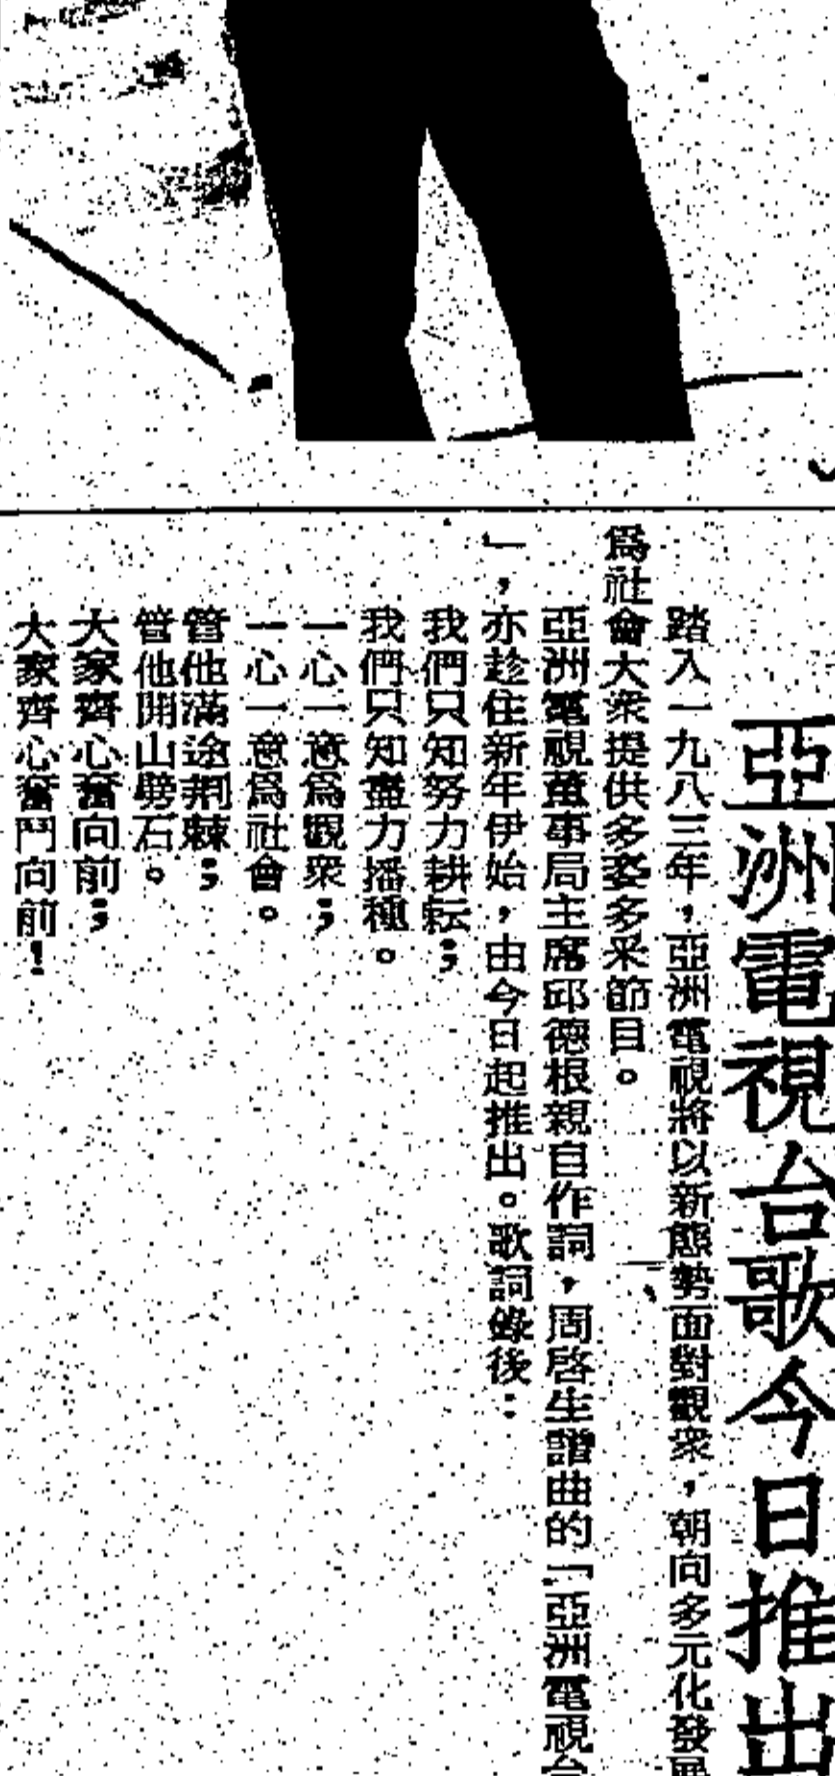 亞洲電視台歌今日推出
踏入一九八三年，亞洲電視將以新態勢面對觀衆，朝向多元化發展
爲社會大衆提供多姿多采節目。
亞洲電視董事局主席邱德根親自作詞，周啓生譜曲的「亞洲電視台
」，亦趁住新年伊始，由今日起推出。歌詞錄後：
我們只知努力耕耘；
我們只知盡力播種。
一心一意爲觀衆；
一心一意爲社會。
管他滿途荆棘；
管他開山劈石。
大家齊心奮向前；
大家齊心奮鬥向前！